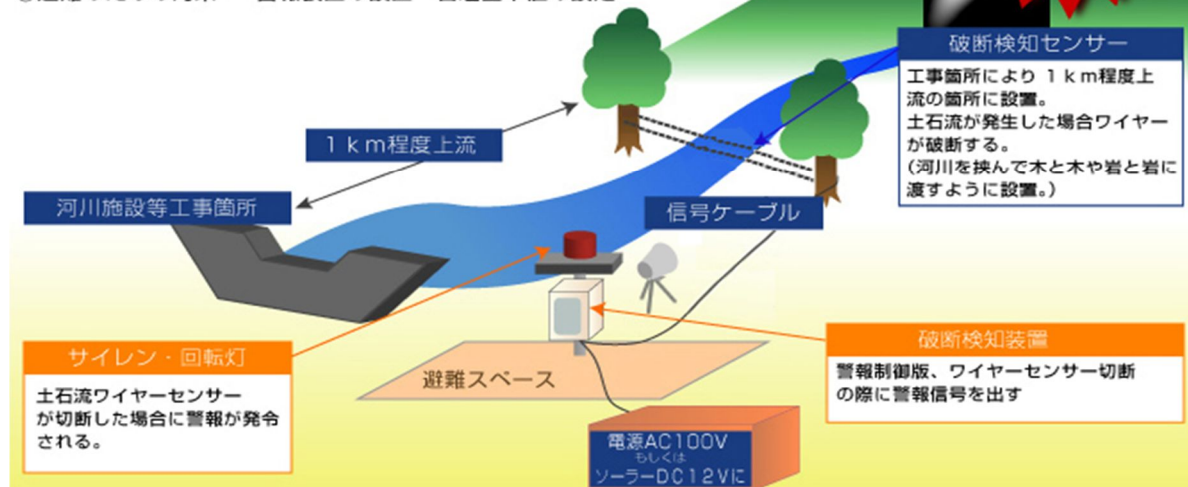 破断検知センサー
工事箇所により1km程度上
流の箇所に設置。
土石流が発生した場合ワイヤー
が破断する。
(河川を挟んで木と木や岩と岩に
渡すように設置。)
1km程度上流
河川施設等工事箇所
信号ケーブル
サイレン・回転灯
土石流ワイヤーセンサー
が切断した場合に警報が発令
される。
避難スペース
破断検知装置
警報制御版、ワイヤーセンサー切断
の際に警報信号を出す
電源AC100V
もしくは
ソーラーDC12Vに